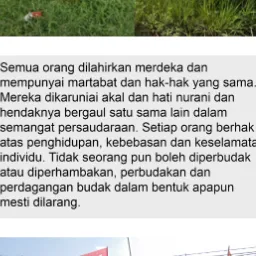 Semua orang dilahirkan merdeka dan
mempunyai martabat dan hak-hak yang sama.
Mereka dikaruniai akal dan hati nurani dan
hendaknya bergaul satu sama lain dalam
semangat persaudaraan. Setiap orang berhak
atas penghidupan, kebebasan dan keselamata
individu. Tidak seorang pun boleh diperbudak
atau diperhambakan, perbudakan dan
perdagangan budak dalam bentuk apapun
mesti dilarang.